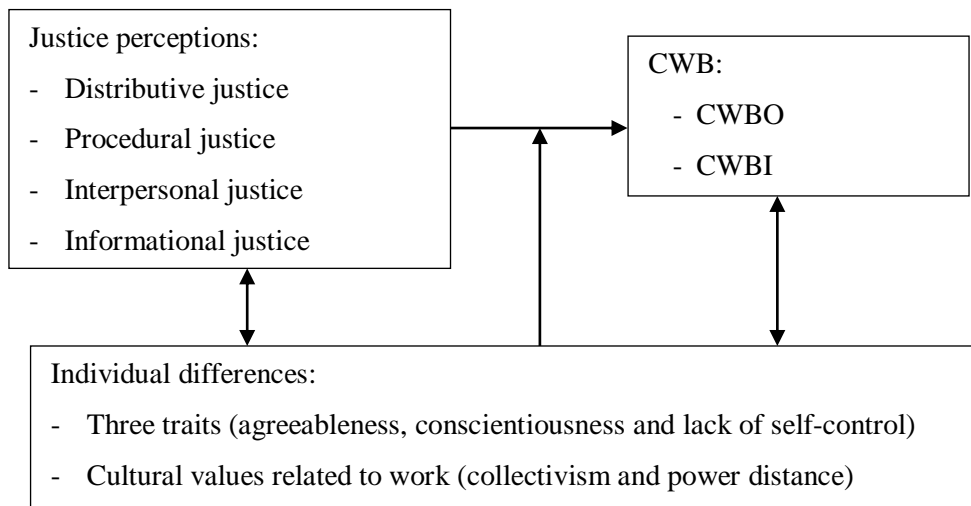 Justice perceptions:
- Distributive justice
- Procedural justice
- Interpersonal justice
- Informational justice
CWB:
- CWBO
- CWBI
Individual differences:
- Three traits (agreeableness, conscientiousness and lack of self-control)
- Cultural values related to work (collectivism and power distance)